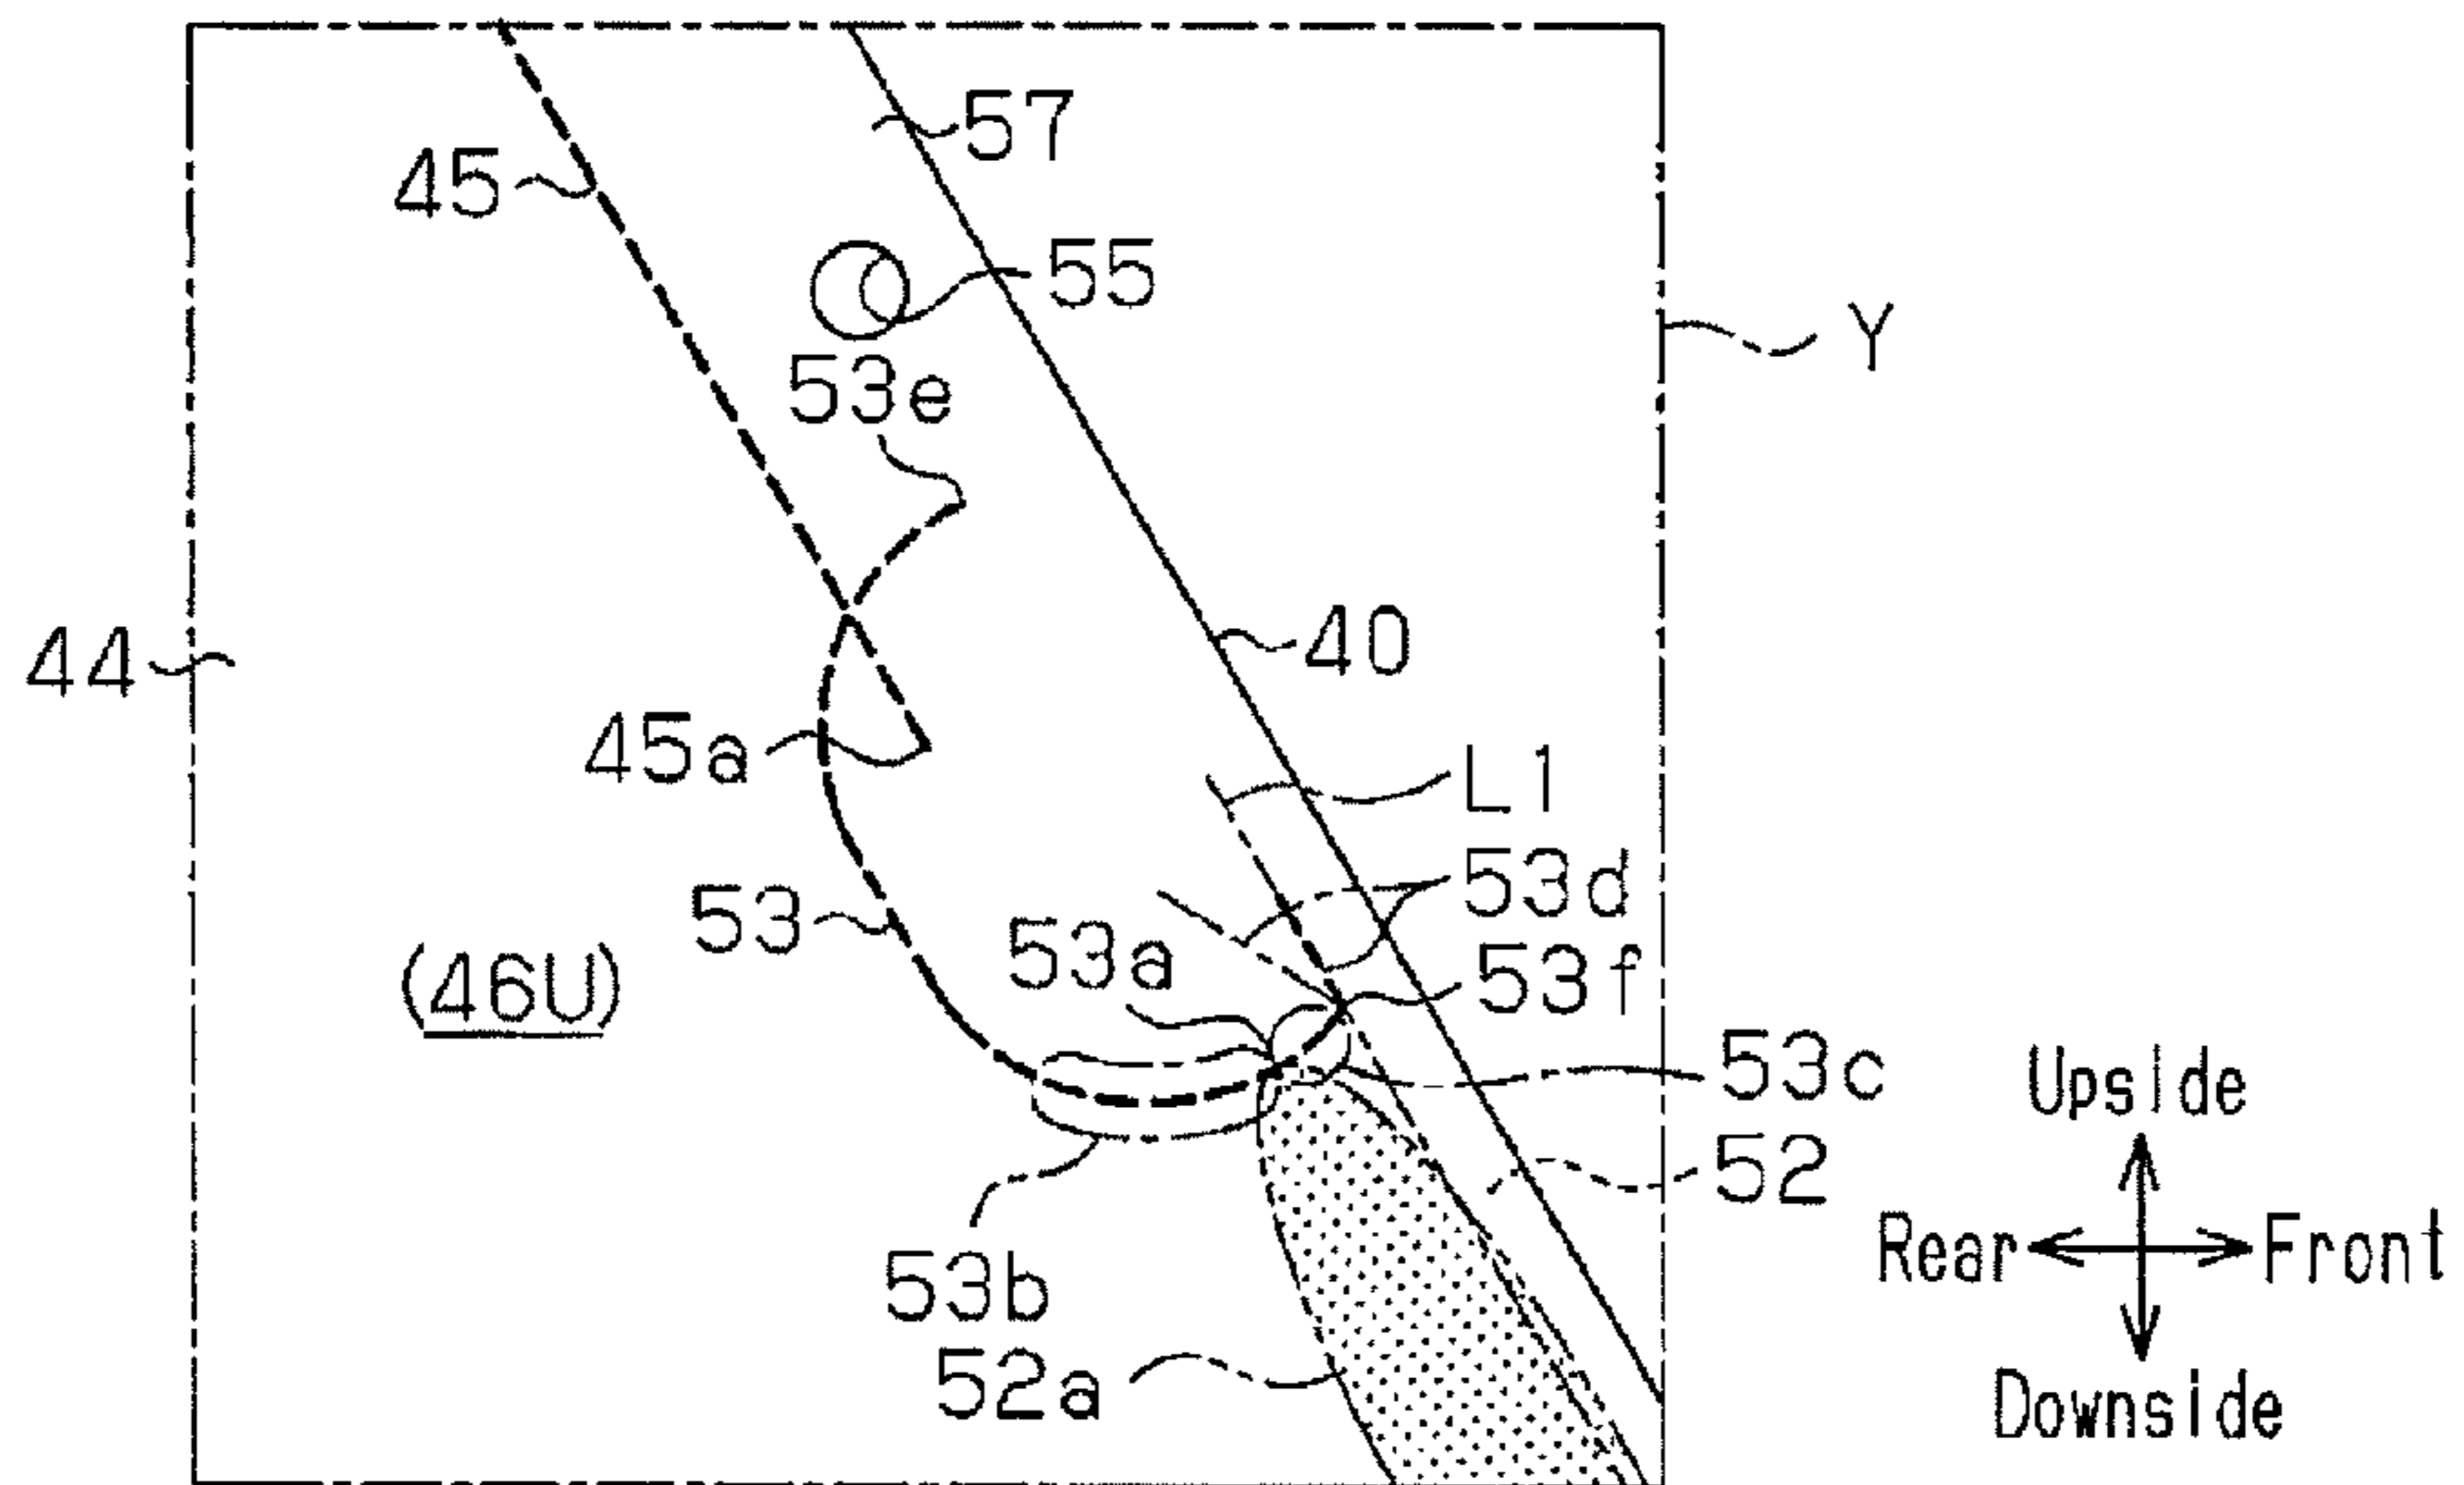 57
45
55
Y
53e
40
44
45a
L1
53d
53
53a
(46U)
53f
53c
Upside
52
Rear
Front
53b
52a
Downside